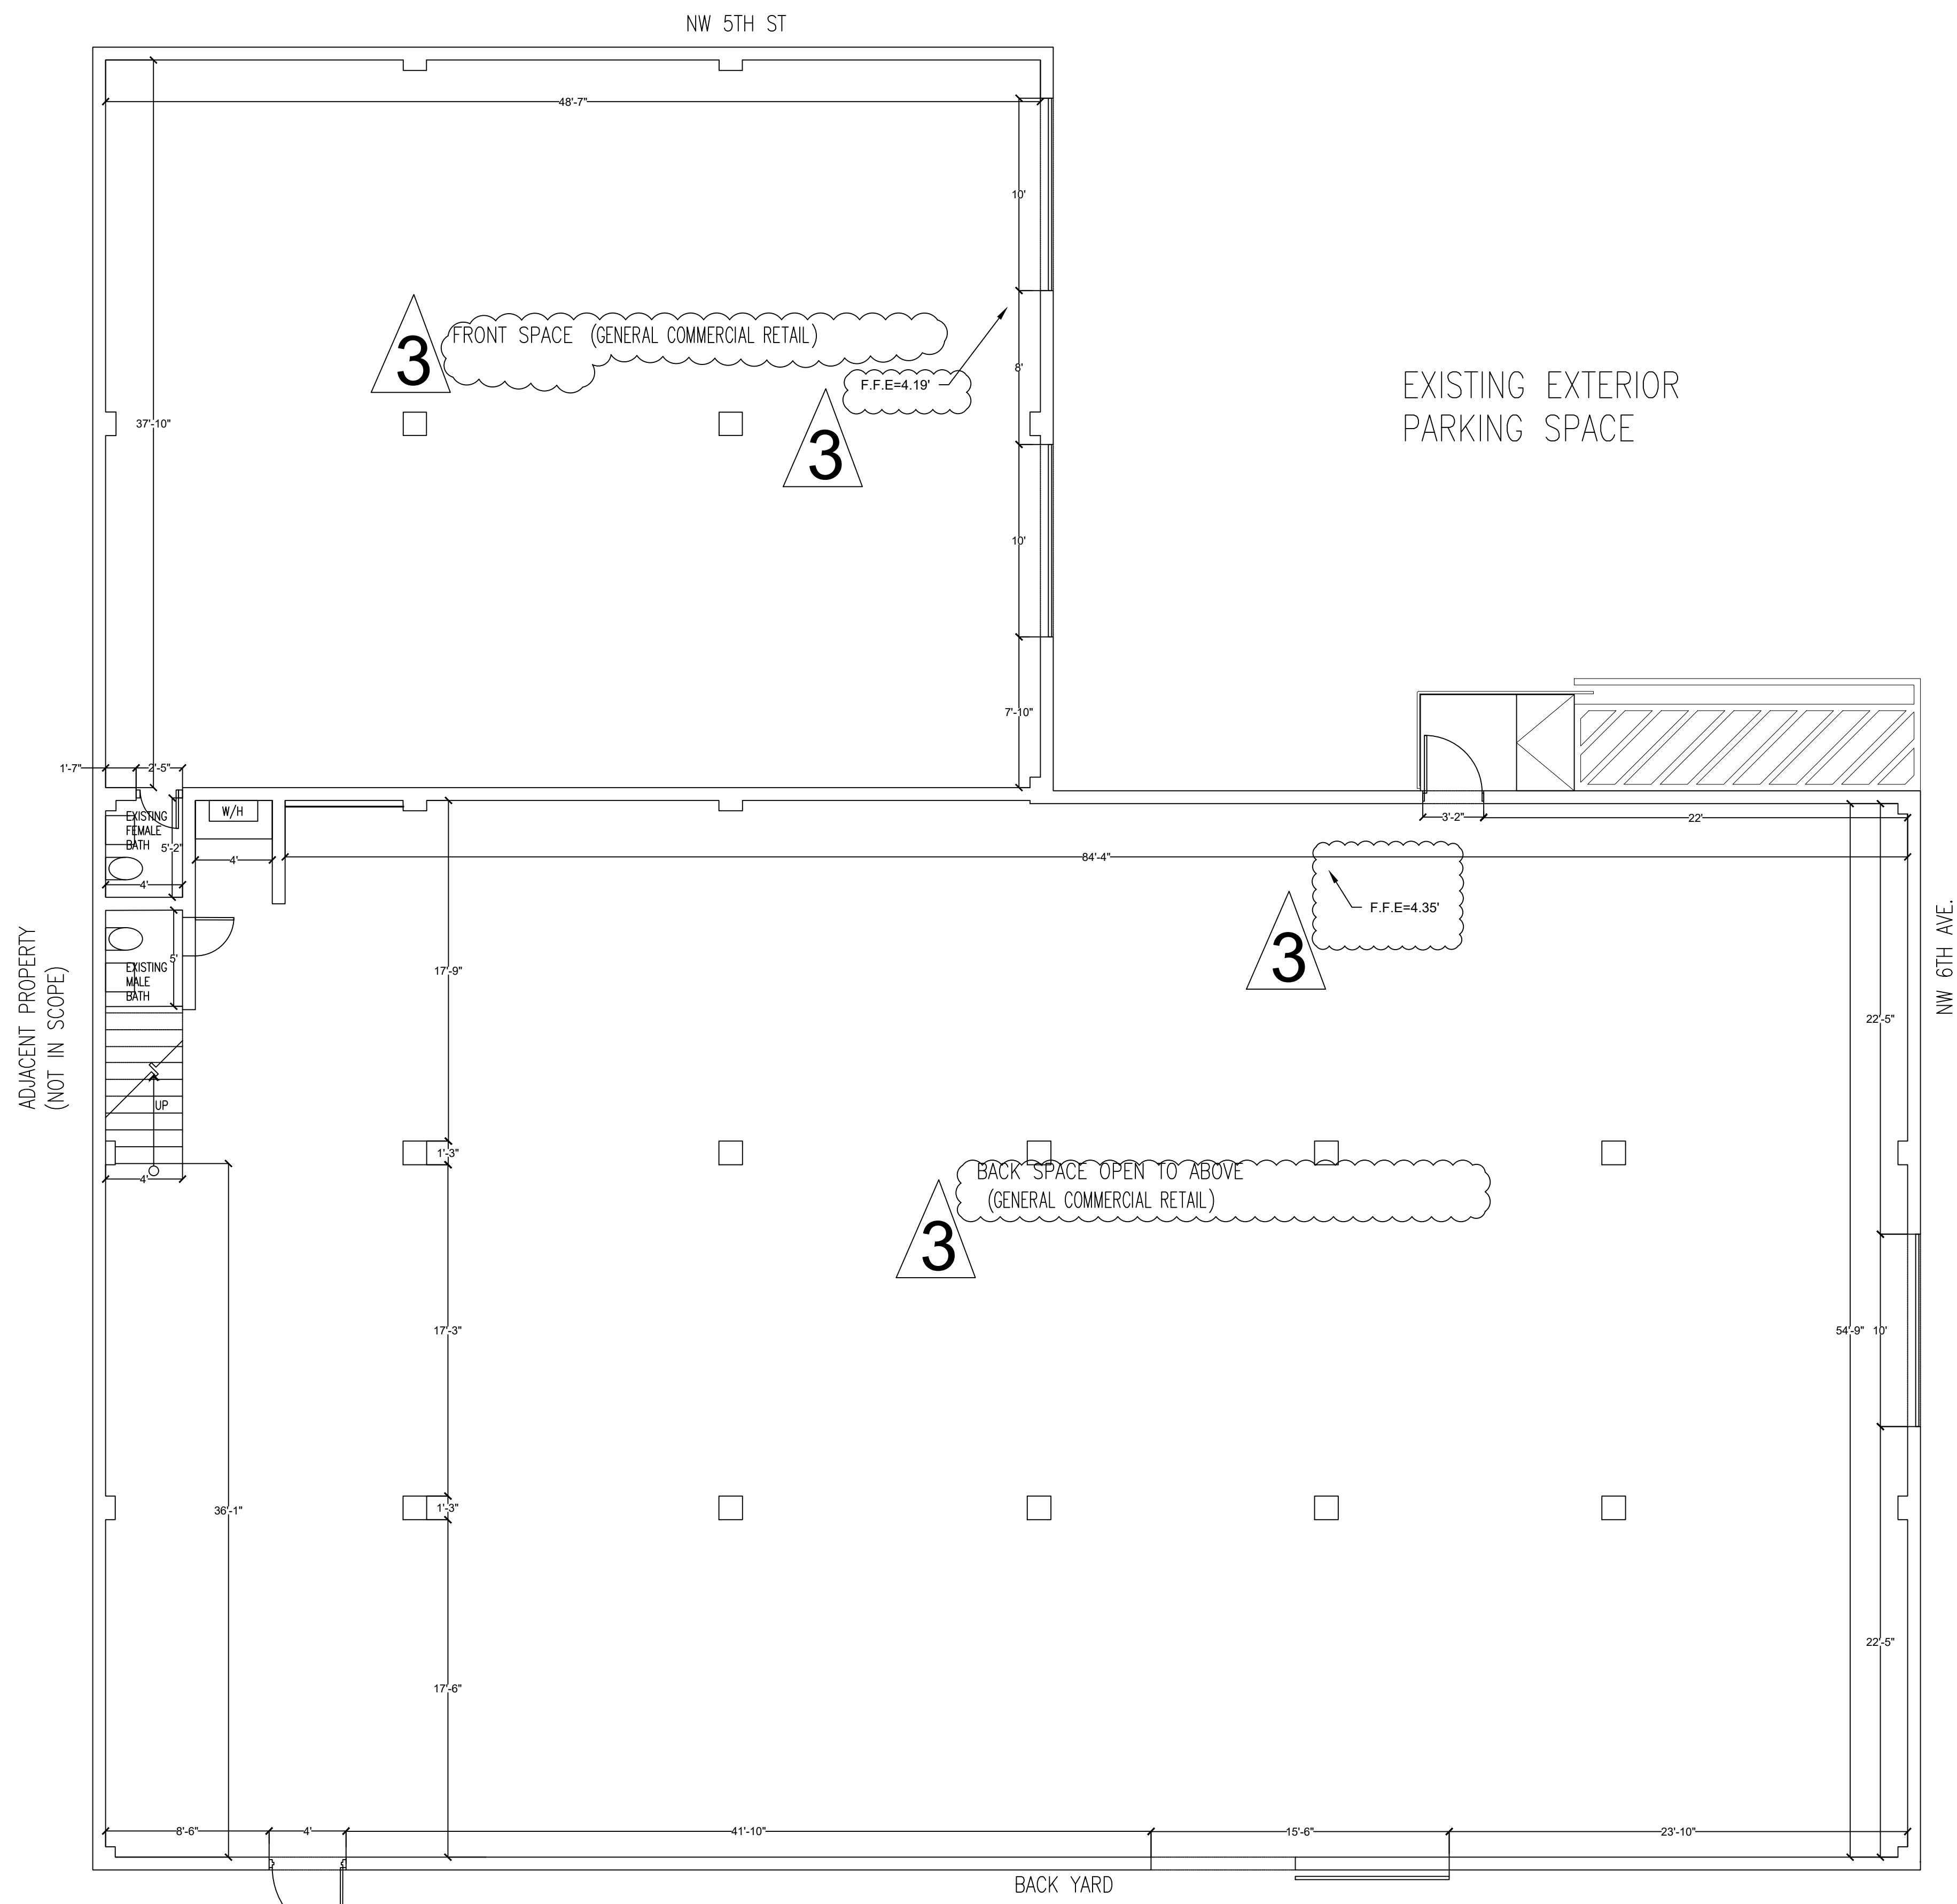 NW 5TH ST
48'-7"
10'
FRONT SPACE (GENERAL COMMERCIAL RETAIL)
3
8'
F.F.E=4.19'
EXISTING EXTERIOR
PARKING SPACE
37'-10"
3
10'
7'-10"
1'-7"
2'-5"
W/H
EXISTING
FEMALE
BATH
5'-2"
3'-2"
22'
4'
84'-4"
4'
F.F.E=4.35'
3
ADJACENT PROPERTY
(NOT IN SCOPE)
NW 6TH AVE.
5'
EXISTING
MALE
BATH
17'-9"
22'-5"
UP
1'-3"
4'
BACK SPACE OPEN TO ABOVE
(GENERAL COMMERCIAL RETAIL)
3
17'-3"
54'-9"
10'
36'-1"
1'-3"
22'-5"
17'-6"
8'-6"
4'
41'-10"
15'-6"
23'-10"
BACK YARD